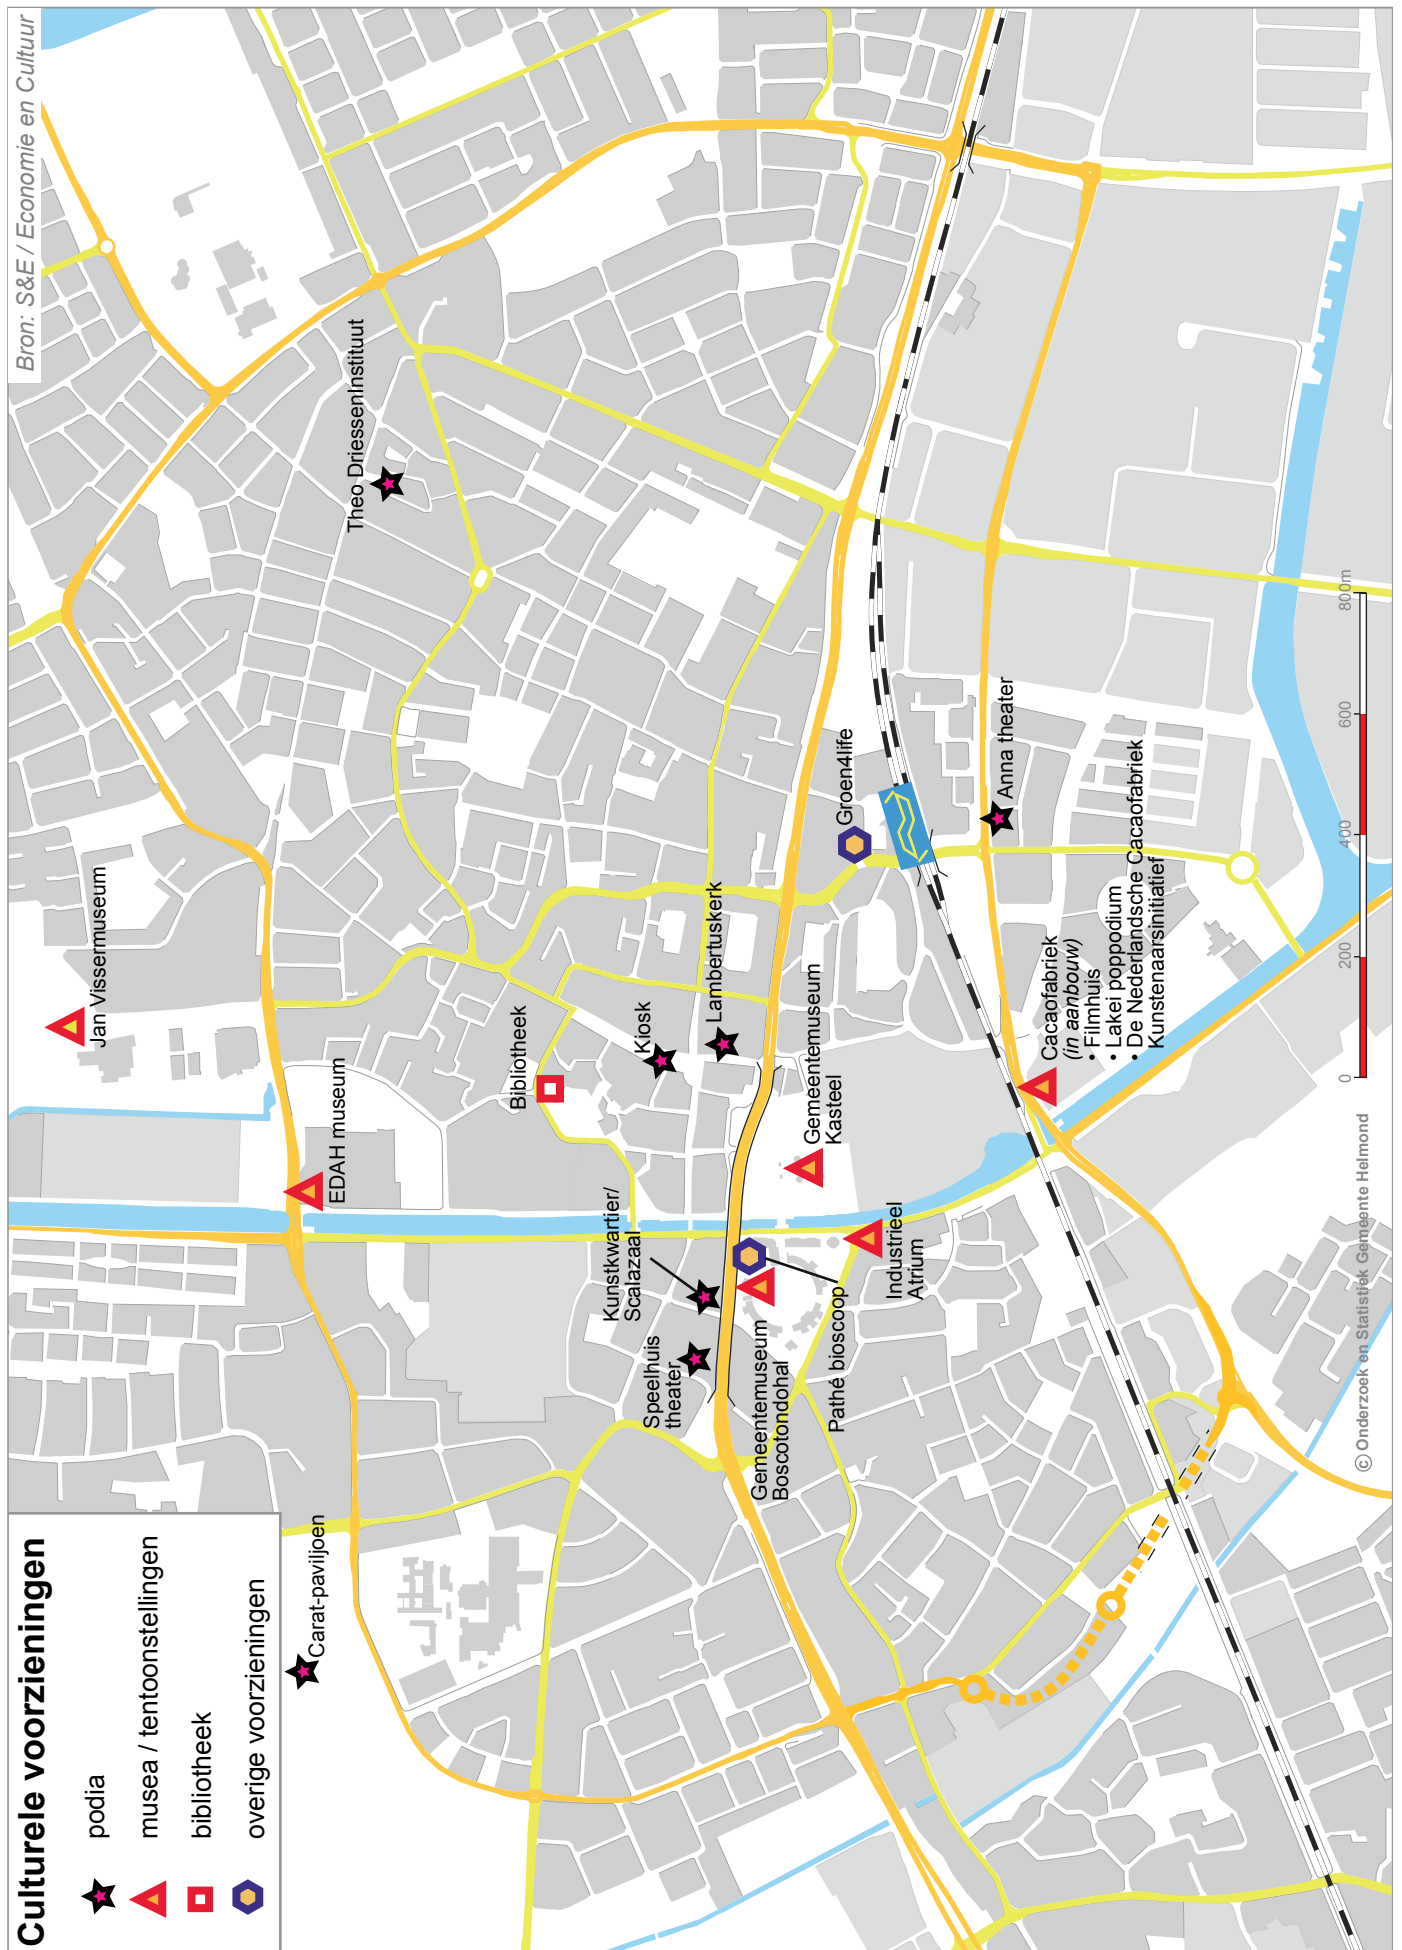 Culturele voorzieningen
podia
musea / tentoonstellingen
bibliotheek
overige voorzieningen
Bron: S&E / Economie en Cultuur
Carat-paviljoen
EDAH museum
Jan Vissermuseum
Theo DriessenInstituut
Bibliotheek
Kunstkwartier/
Scalazaal
Kiosk
Speelhuis
theater
Lambertuskerk
Gemeentemuseum
Boscotondohal
Gemeentemuseum
Kasteel
Pathé bioscoop
Groen4life
Industrieel
Atrium
Anna theater
Cacaofabriek
(in aanbouw)
• Filmhuis
• Lakei poppodium
• De Nederlandsche Cacaofabriek
Kunstenaarsinitiatief
0 200 400 600 800m
© Onderzoek en Statistiek Gemeente Helmond